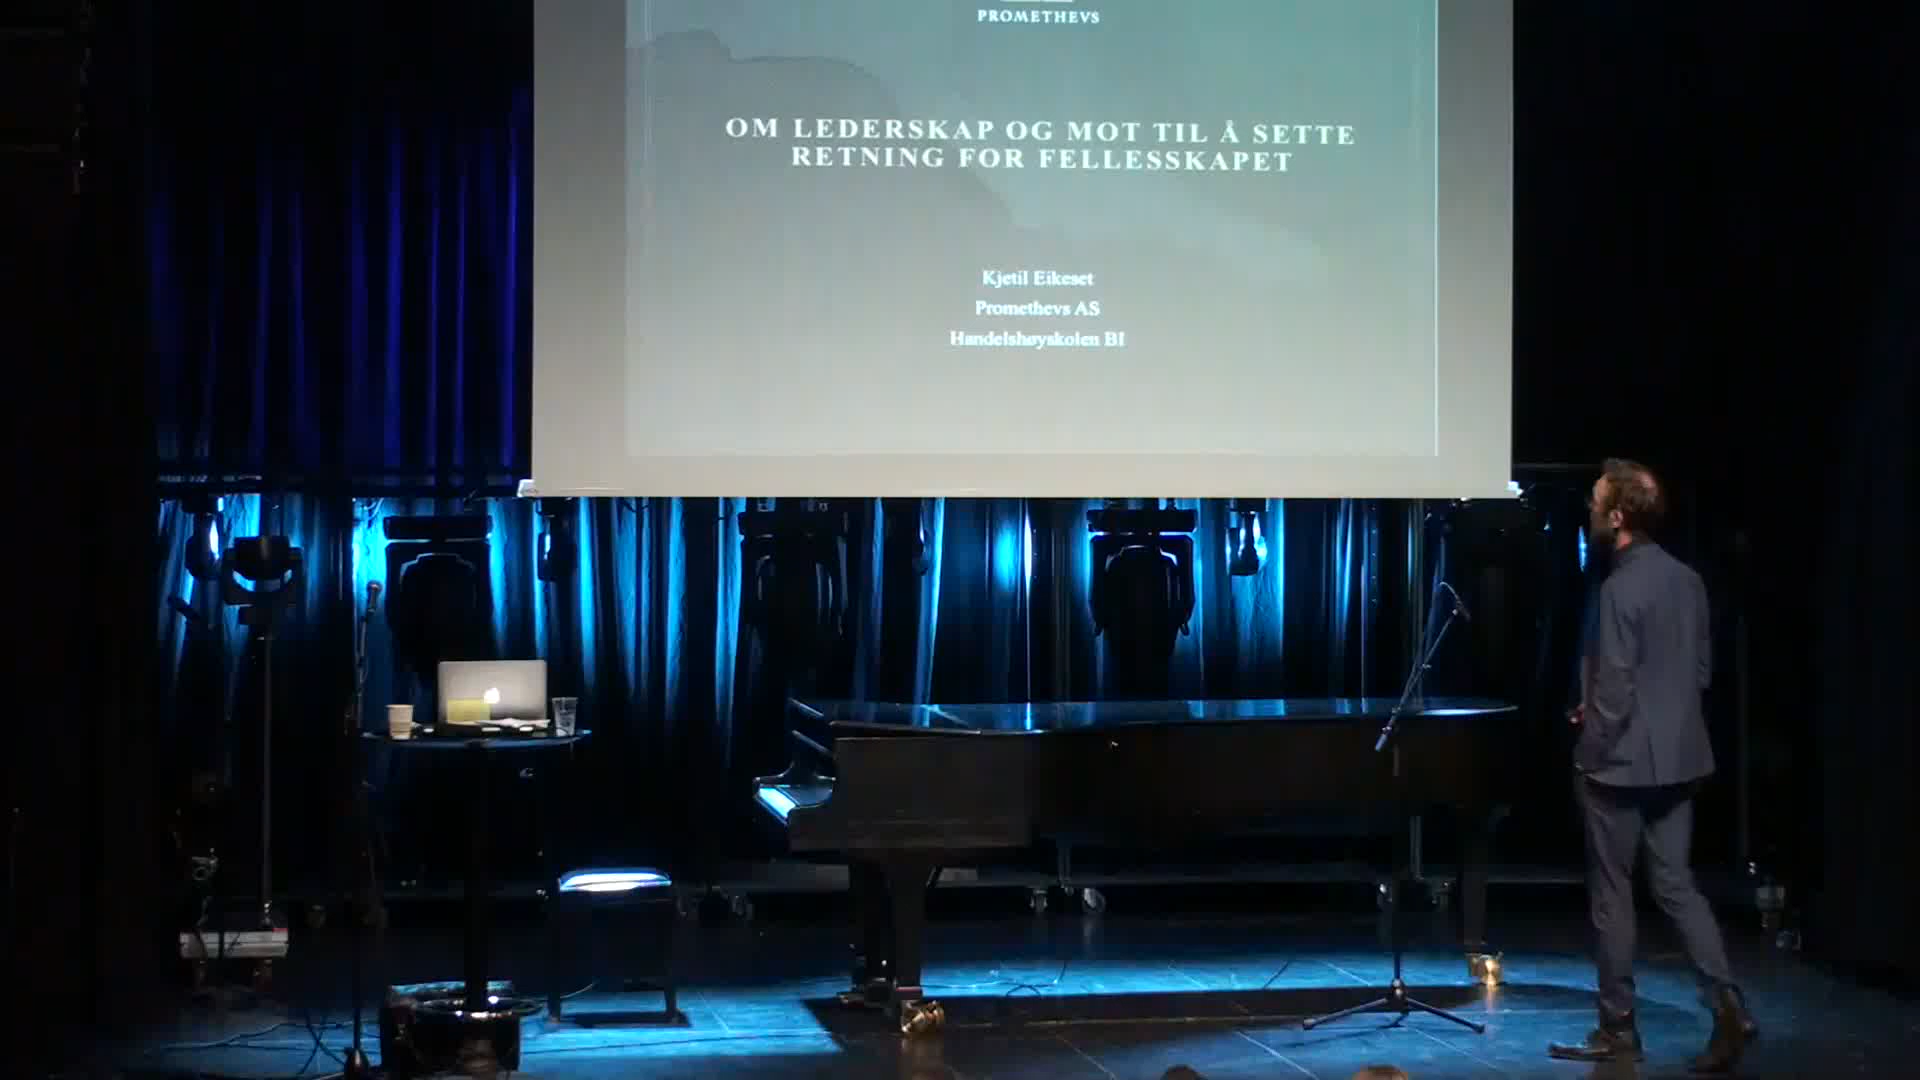 PROMETHEVS
OM LEDERSKAP OG MOT TIL Å SETTE
RETNING FOR FELLESSKAPET
Kjetil Eikeset
Promethevs AS
Handelshøyskolen BI